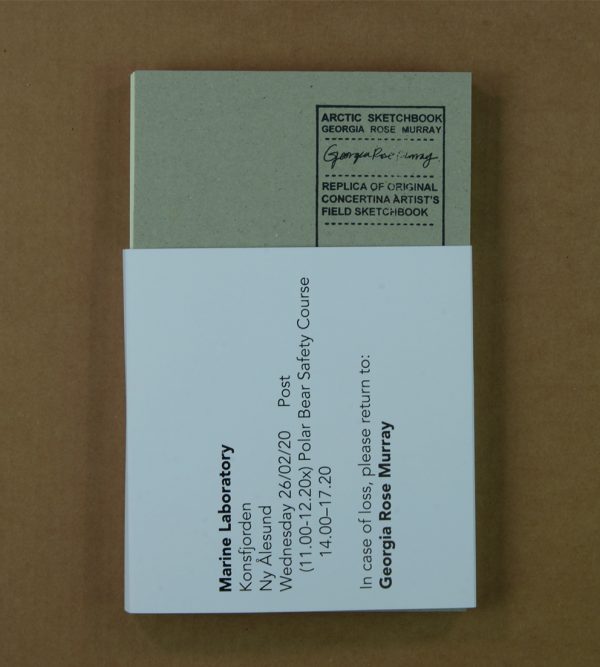 ARCTIC SKETCHBOOK
GEORGIA ROSE MURRAY
Georgia Rose Murray
REPLICA OF ORIGINAL
CONCERTINA ARTIST'S
FIELD SKETCHBOOK
Marine Laboratory
Konsfjorden
Ny Ålesund
Wednesday 26/02/20 Post
(11.00-12.20x) Polar Bear Safety Course
14.00–17.20
In case of loss, please return to:
Georgia Rose Murray